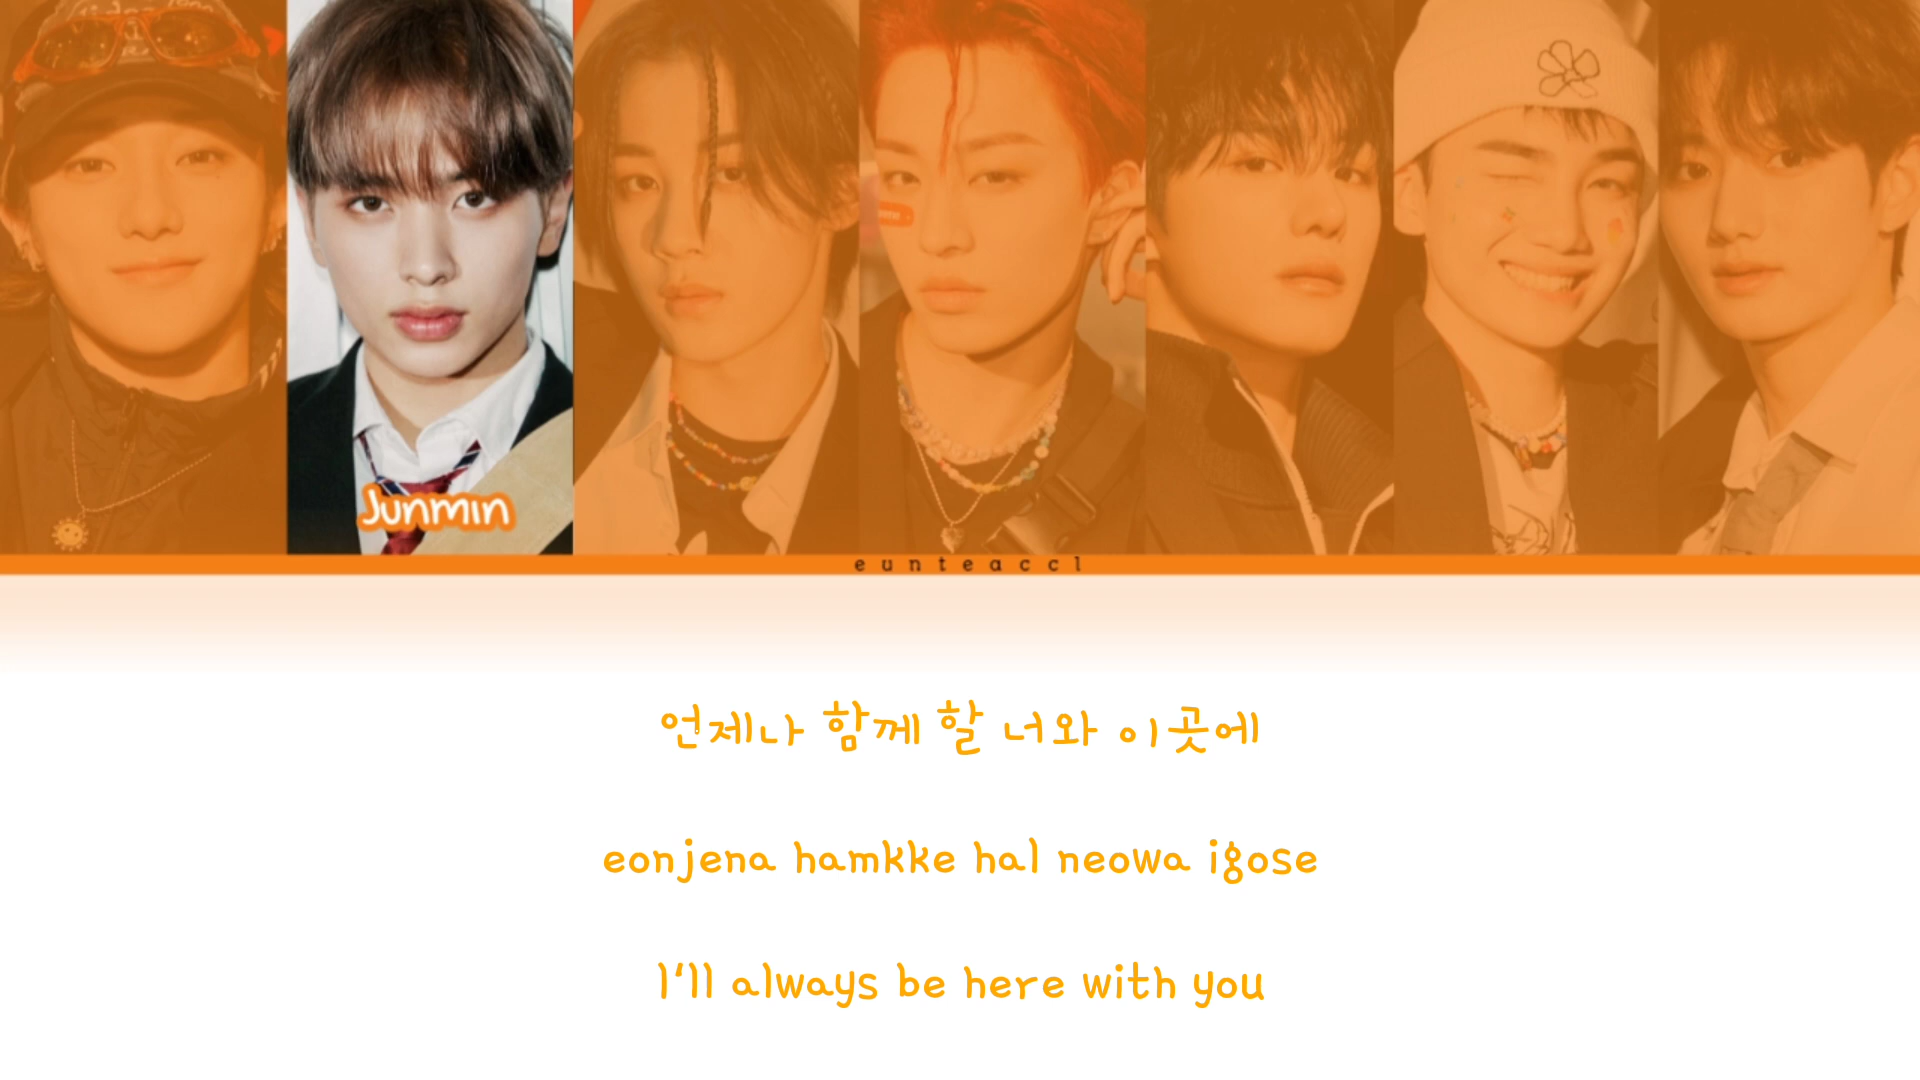 Junmin
eunteaccl
언제나 함께 할 너와 이곳에
eonjena hamkke hal neowa igose
I'll always be here with you